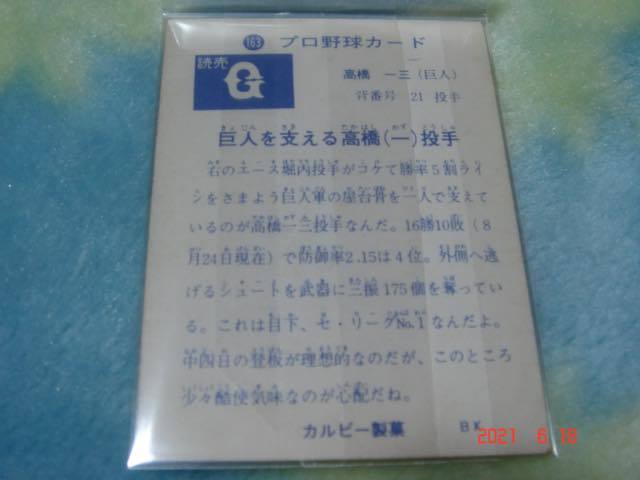 163 プロ野球カード
読売
G
高橋 一三(巨人)
背番号 21 投手
巨人を支える高橋(一)投手
右のエース堀内投手がコケて勝率5割ライ
ンをさまよう巨人軍の屋台骨を一人で支えて
いるのが高橋一三投手なんだ。16勝10敗(8
月24日現在)で防御率2.15は4位。外側へ逃
げるシュートを武器に三振175個を奪ってい
る。これは目下、セ・リーグNo.1なんだよ。
中四日の登板が理想的なのだが、このところ
少々酷使気味なのが心配だね。
カルビー製菓 BK
2021 6 18